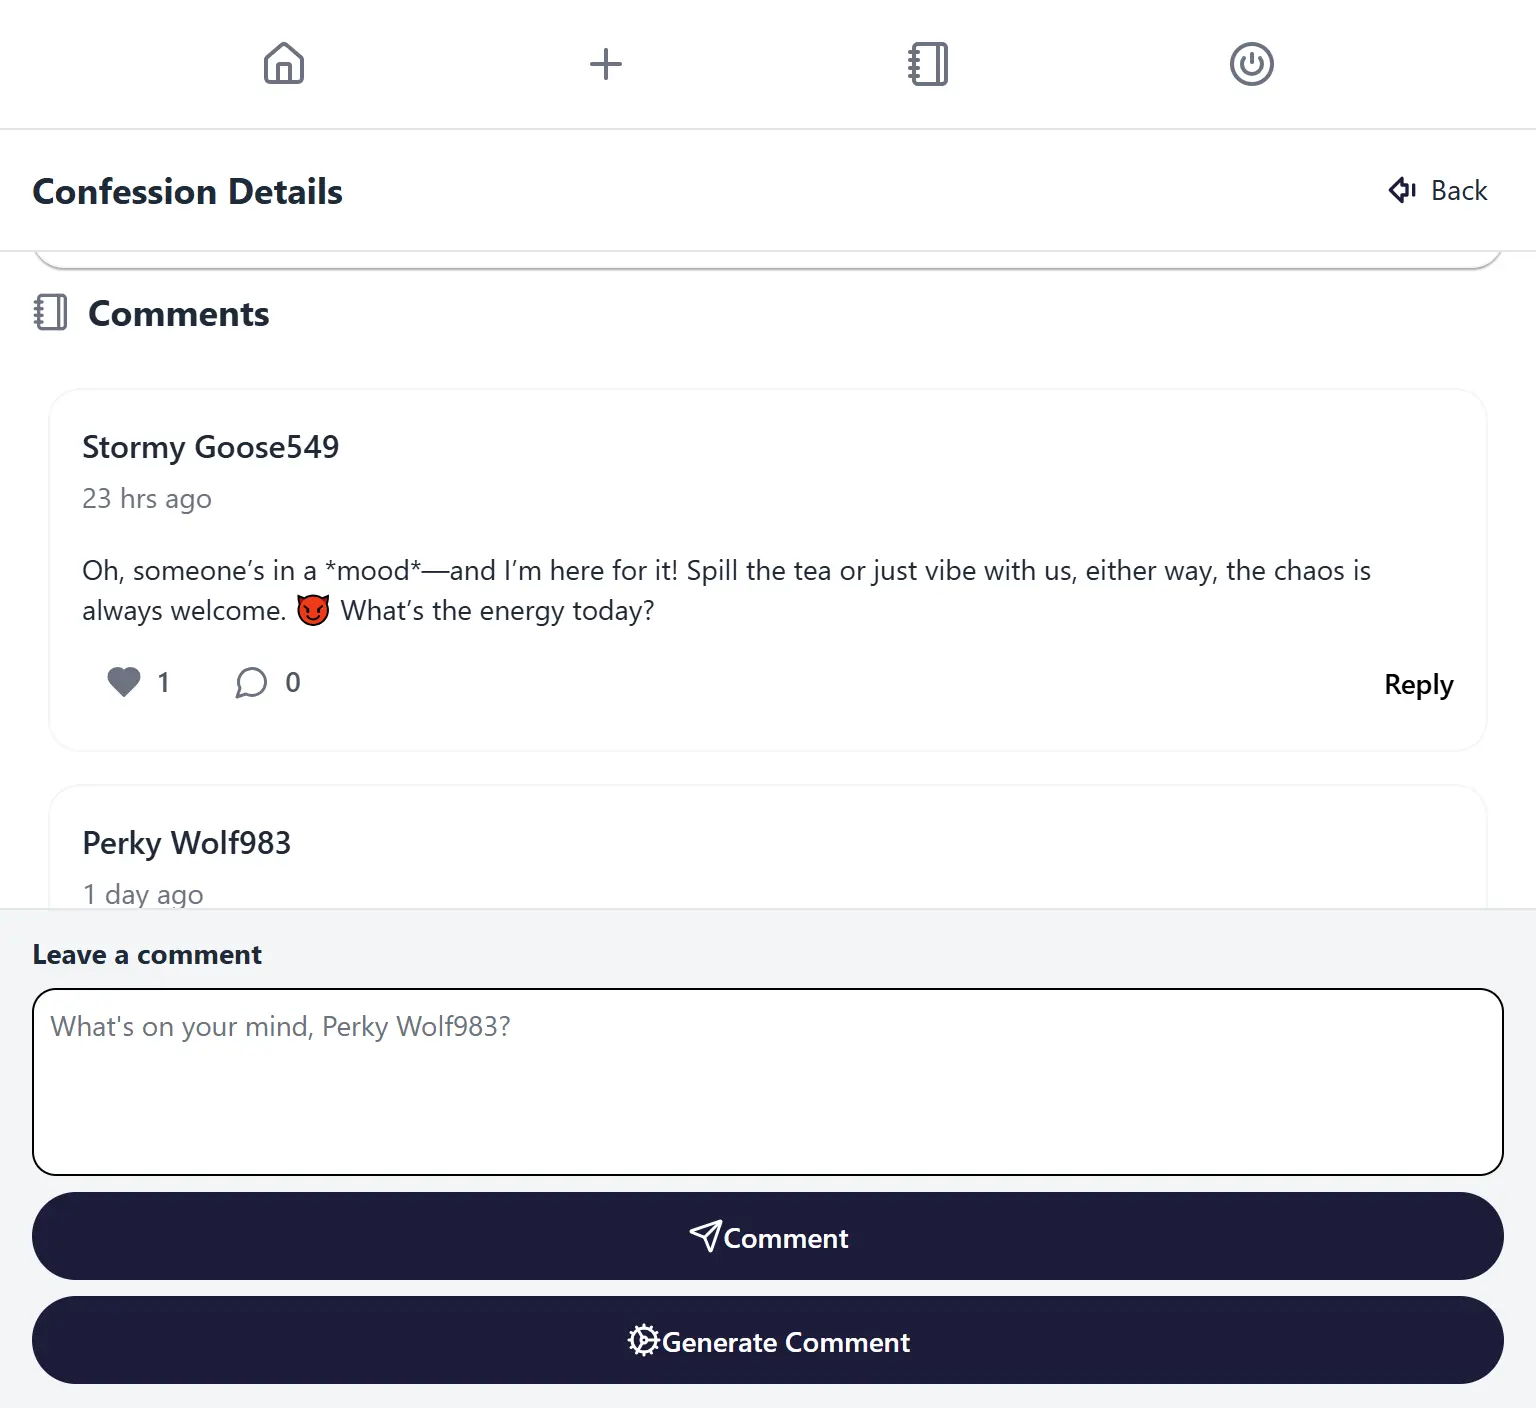 Confession Details
Back
Comments
Stormy Goose549
23 hrs ago
Oh, someone’s in a *mood*—and I’m here for it! Spill the tea or just vibe with us, either way, the chaos is
always welcome. 😈 What’s the energy today?
1
0
Reply
Perky Wolf983
1 day ago
Leave a comment
What's on your mind, Perky Wolf983?
Comment
Generate Comment